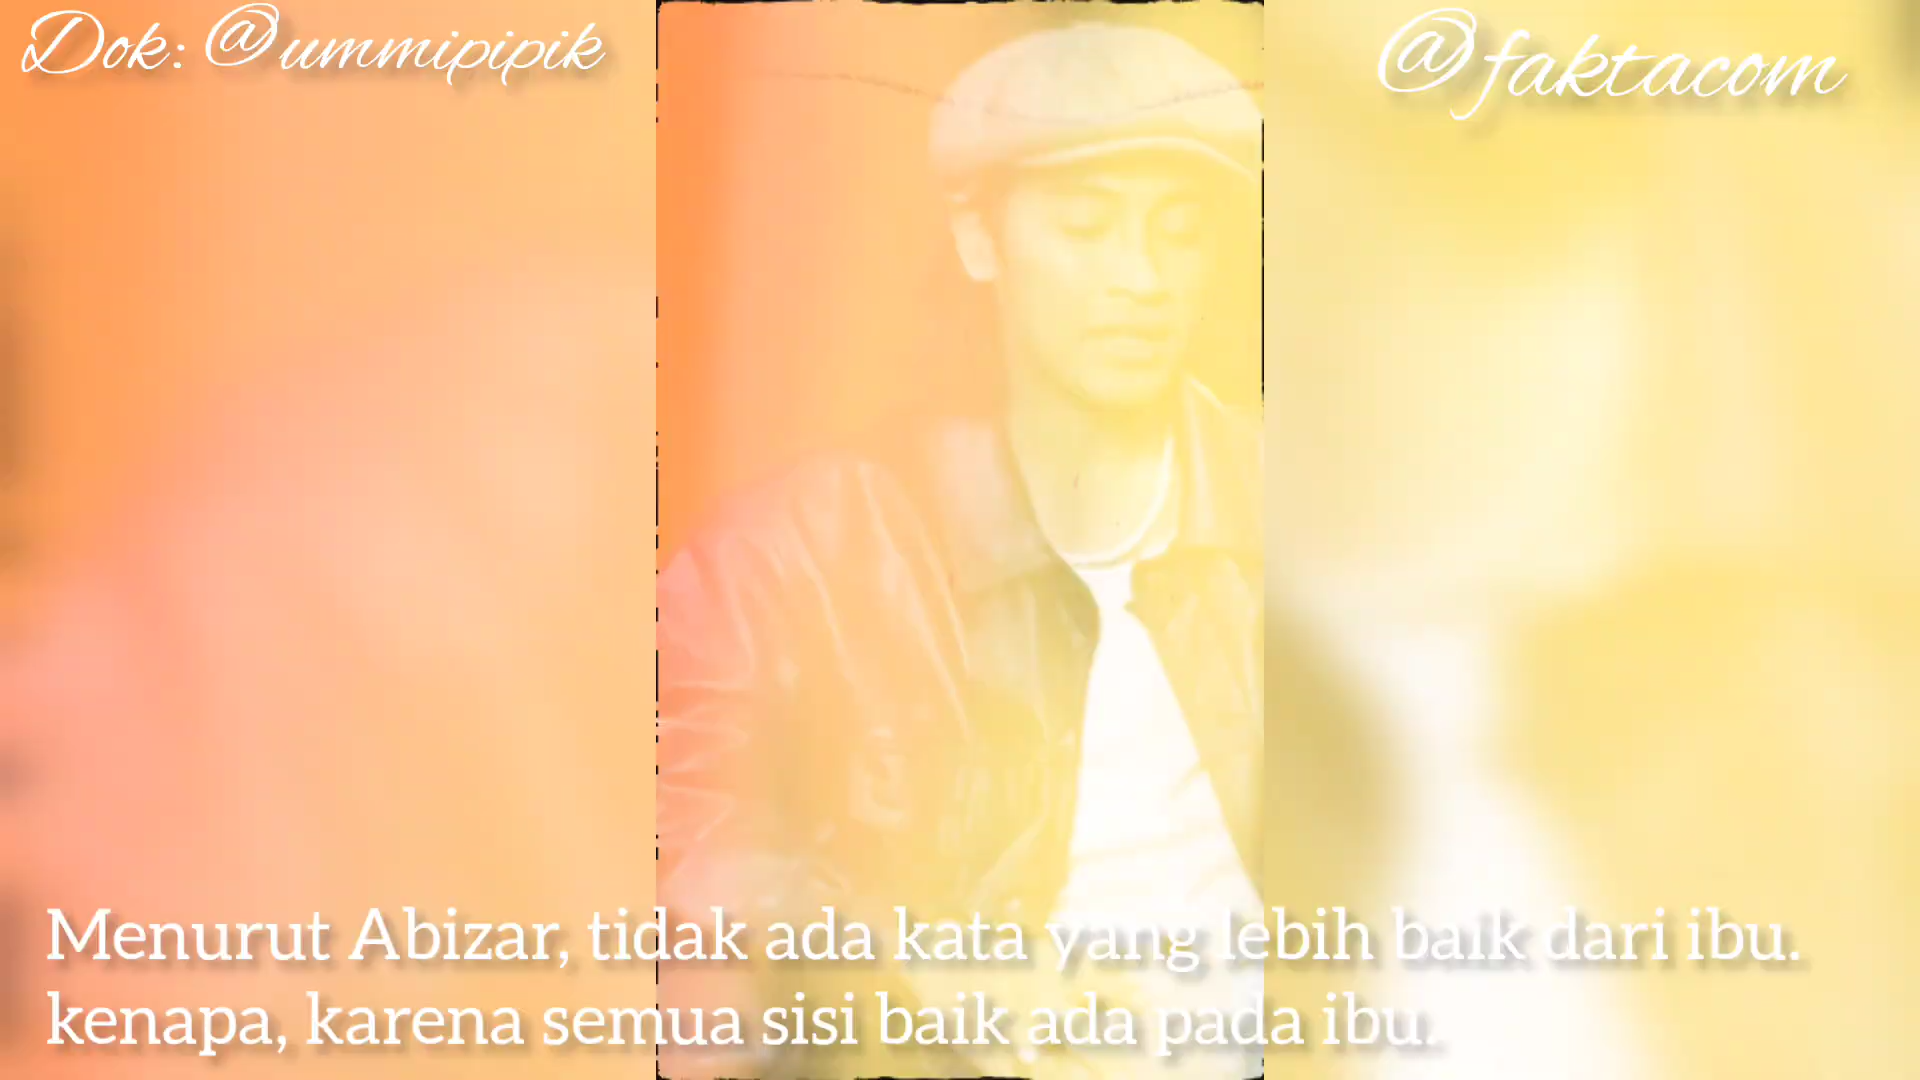 Dok: @ummipipik
@faktacom
Menurut Abizar, tidak ada kata yang lebih baik dari ibu.
kenapa, karena semua sisi baik ada pada ibu.